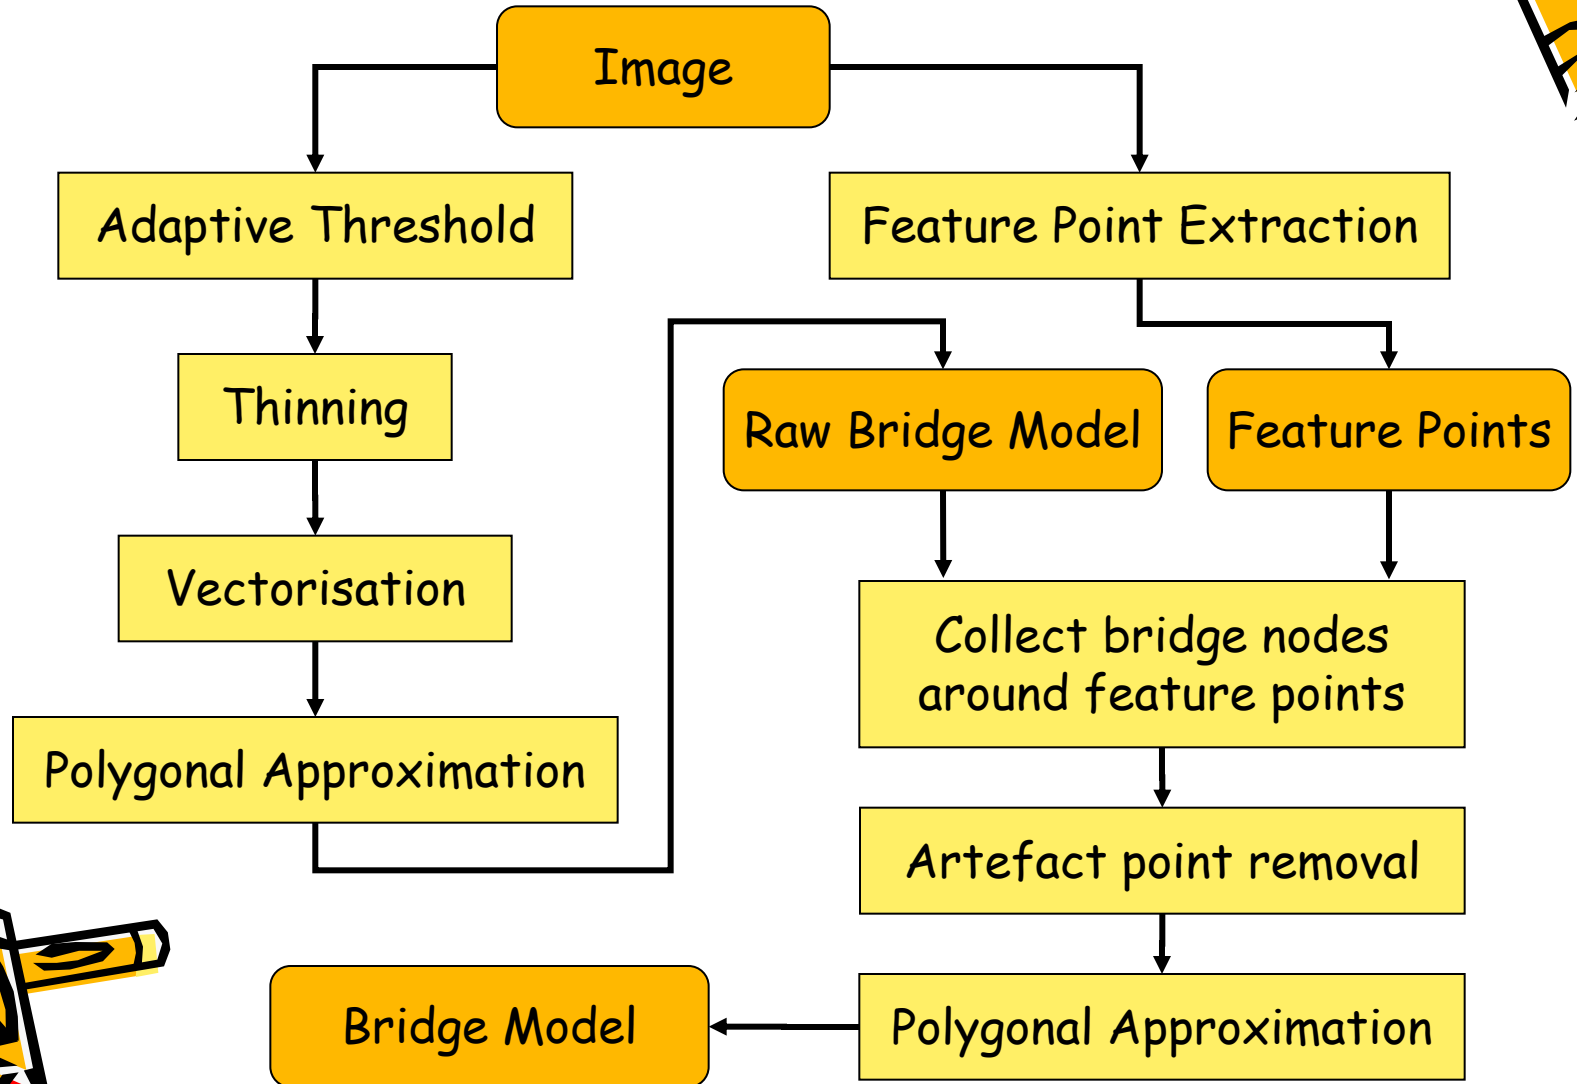 Image
Adaptive Threshold
Feature Point Extraction
Thinning
Raw Bridge Model
Feature Points
Vectorisation
Collect bridge nodes
around feature points
Polygonal Approximation
Artefact point removal
Bridge Model
Polygonal Approximation